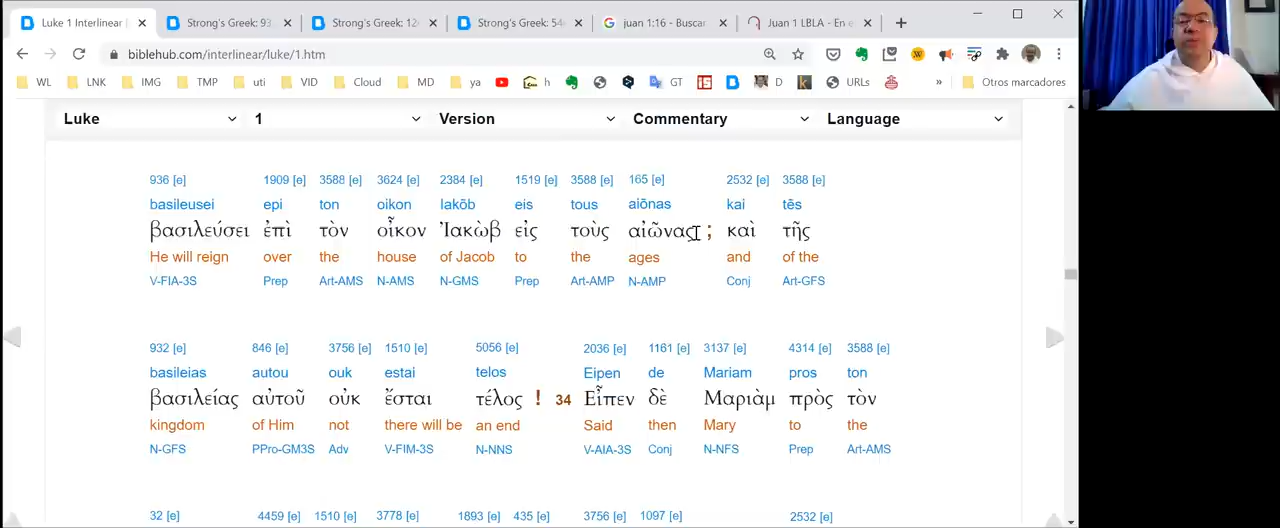 Luke 1 Interlinear Strong's Greek: 93 Strong's Greek: 12 Strong's Greek: 54 juan 1:16 - Buscar Juan 1 LBLA - En e
biblehub.com/interlinear/luke/1.htm
WL LNK IMG TMP uti VID Cloud MD ya h GT D URLs » Otros marcadores
Luke 1 Version Commentary Language
936 [e] 1909 [e] 3588 [e] 3624 [e] 2384 [e] 1519 [e] 3588 [e] 165 [e] 2532 [e] 3588 [e]
basileusei epi ton oikon Iakōb eis tous aiōnas kai tēs
βασιλεύσει ἐπὶ τὸν οἶκον Ἰακὼβ εἰς τοὺς αἰῶνας ; καὶ τῆς
He will reign over the house of Jacob to the ages and of the
V-FIA-3S Prep Art-AMS N-AMS N-GMS Prep Art-AMP N-AMP Conj Art-GFS
932 [e] 846 [e] 3756 [e] 1510 [e] 5056 [e] 2036 [e] 1161 [e] 3137 [e] 4314 [e] 3588 [e]
basileias autou ouk estai telos Eipen de Mariam pros ton
βασιλείας αὐτοῦ οὐκ ἔσται τέλος ! 34 Εἶπεν δὲ Μαριὰμ πρὸς τὸν
kingdom of Him not there will be an end Said then Mary to the
N-GFS PPro-GM3S Adv V-FIM-3S N-NNS V-AIA-3S Conj N-NFS Prep Art-AMS
32 [e] 4459 [e] 1510 [e] 3778 [e] 1893 [e] 435 [e] 3756 [e] 1097 [e] 2532 [e]